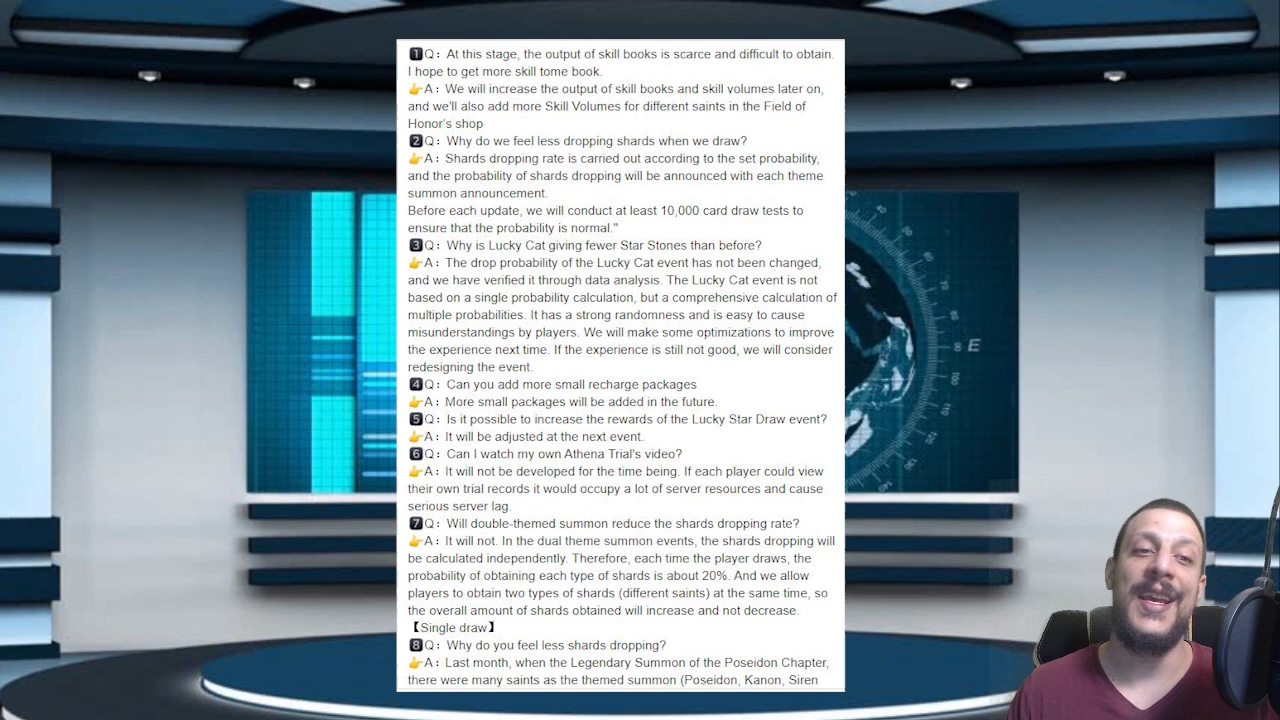 1 Q: At this stage, the output of skill books is scarce and difficult to obtain.
I hope to get more skill tome book.
👉A: We will increase the output of skill books and skill volumes later on,
and we'll also add more Skill Volumes for different saints in the Field of
Honor's shop
2 Q: Why do we feel less dropping shards when we draw?
👉A: Shards dropping rate is carried out according to the set probability,
and the probability of shards dropping will be announced with each theme
summon announcement.
Before each update, we will conduct at least 10,000 card draw tests to
ensure that the probability is normal."
3 Q: Why is Lucky Cat giving fewer Star Stones than before?
👉A: The drop probability of the Lucky Cat event has not been changed,
and we have verified it through data analysis. The Lucky Cat event is not
based on a single probability calculation, but a comprehensive calculation of
multiple probabilities. It has a strong randomness and is easy to cause
misunderstandings by players. We will make some optimizations to improve
the experience next time. If the experience is still not good, we will consider
redesigning the event.
4 Q: Can you add more small recharge packages
👉A: More small packages will be added in the future.
5 Q: Is it possible to increase the rewards of the Lucky Star Draw event?
👉A: It will be adjusted at the next event.
6 Q: Can I watch my own Athena Trial's video?
👉A: It will not be developed for the time being. If each player could view
their own trial records it would occupy a lot of server resources and cause
serious server lag.
7 Q: Will double-themed summon reduce the shards dropping rate?
👉A: It will not. In the dual theme summon events, the shards dropping will
be calculated independently. Therefore, each time the player draws, the
probability of obtaining each type of shards is about 20%. And we allow
players to obtain two types of shards (different saints) at the same time, so
the overall amount of shards obtained will increase and not decrease.
【Single draw】
8 Q: Why do you feel less shards dropping?
👉A: Last month, when the Legendary Summon of the Poseidon Chapter,
there were many saints as the themed summon (Poseidon, Kanon, Siren
E